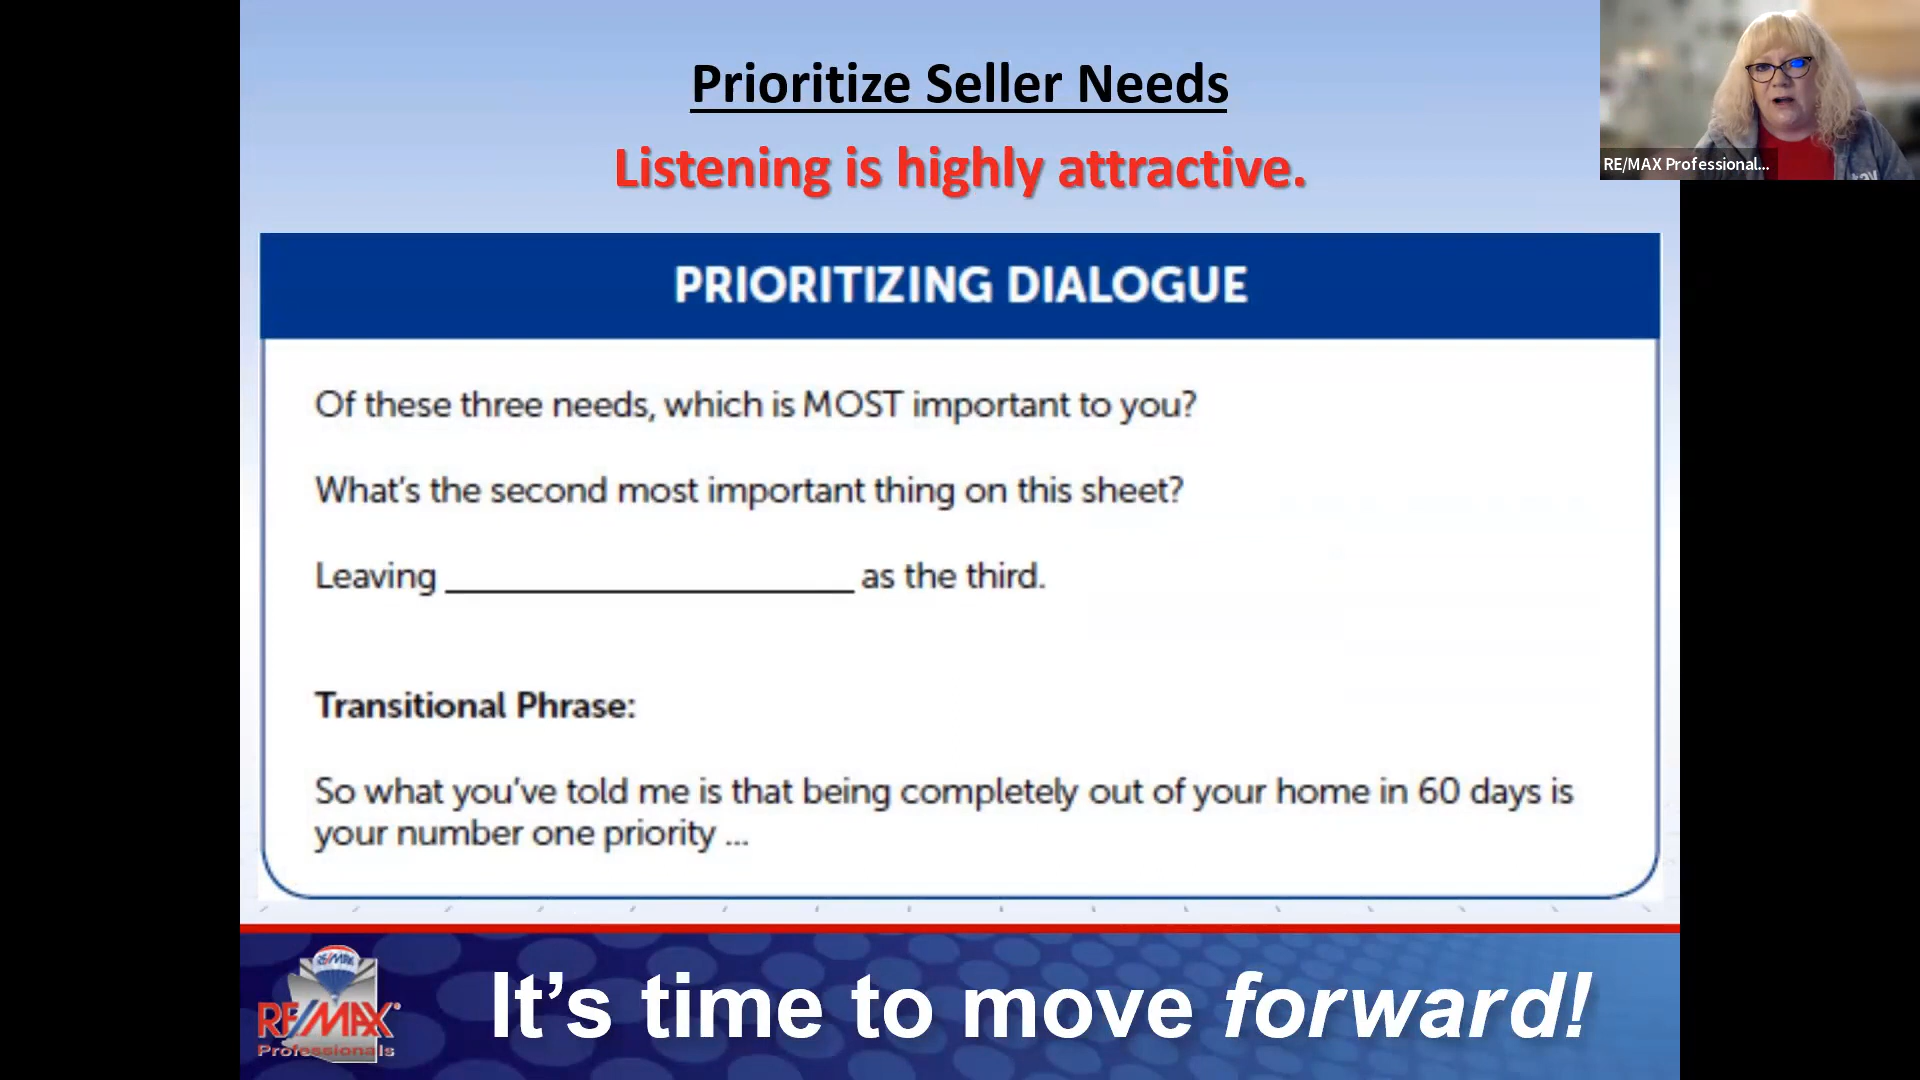 Prioritize Seller Needs
Listening is highly attractive.
RE/MAX Professional...
PRIORITIZING DIALOGUE
Of these three needs, which is MOST important to you?
What's the second most important thing on this sheet?
Leaving ____________________ as the third.
Transitional Phrase:
So what you've told me is that being completely out of your home in 60 days is
your number one priority ...
RE/MAX
RE/MAX
Professionals
It's time to move forward!